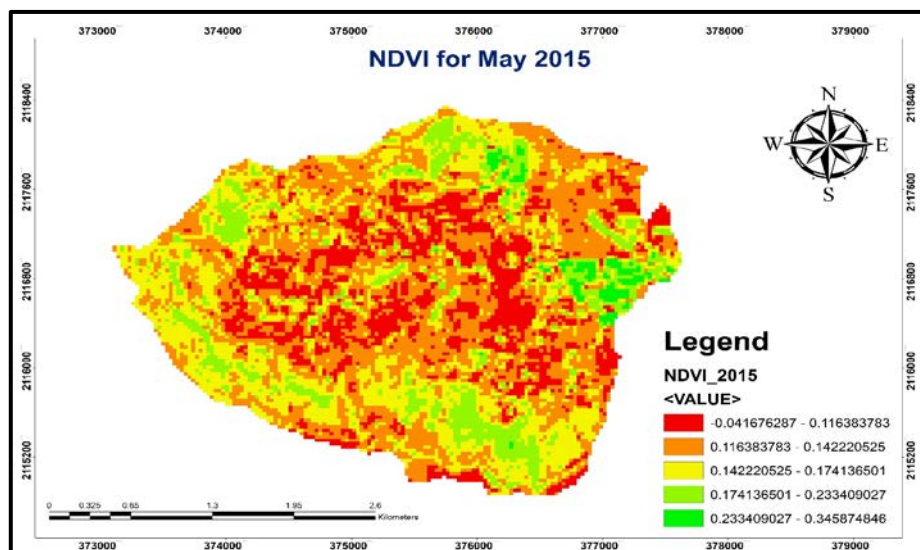 373000 374000 375000 376000 377000 378000 379000
NDVI for May 2015
2118400
2118400
N
W E
S
2117600
2117600
2116800
2116800
2116000
2116000
2115200
2115200
Legend
NDVI_2015
<VALUE>
-0.041676287 - 0.116383783
0.116383783 - 0.142220525
0.142220525 - 0.174136501
0.174136501 - 0.233409027
0.233409027 - 0.345874846
0 0.325 0.65 1.3 1.95 2.6
Kilometers
373000 374000 375000 376000 377000 378000 379000